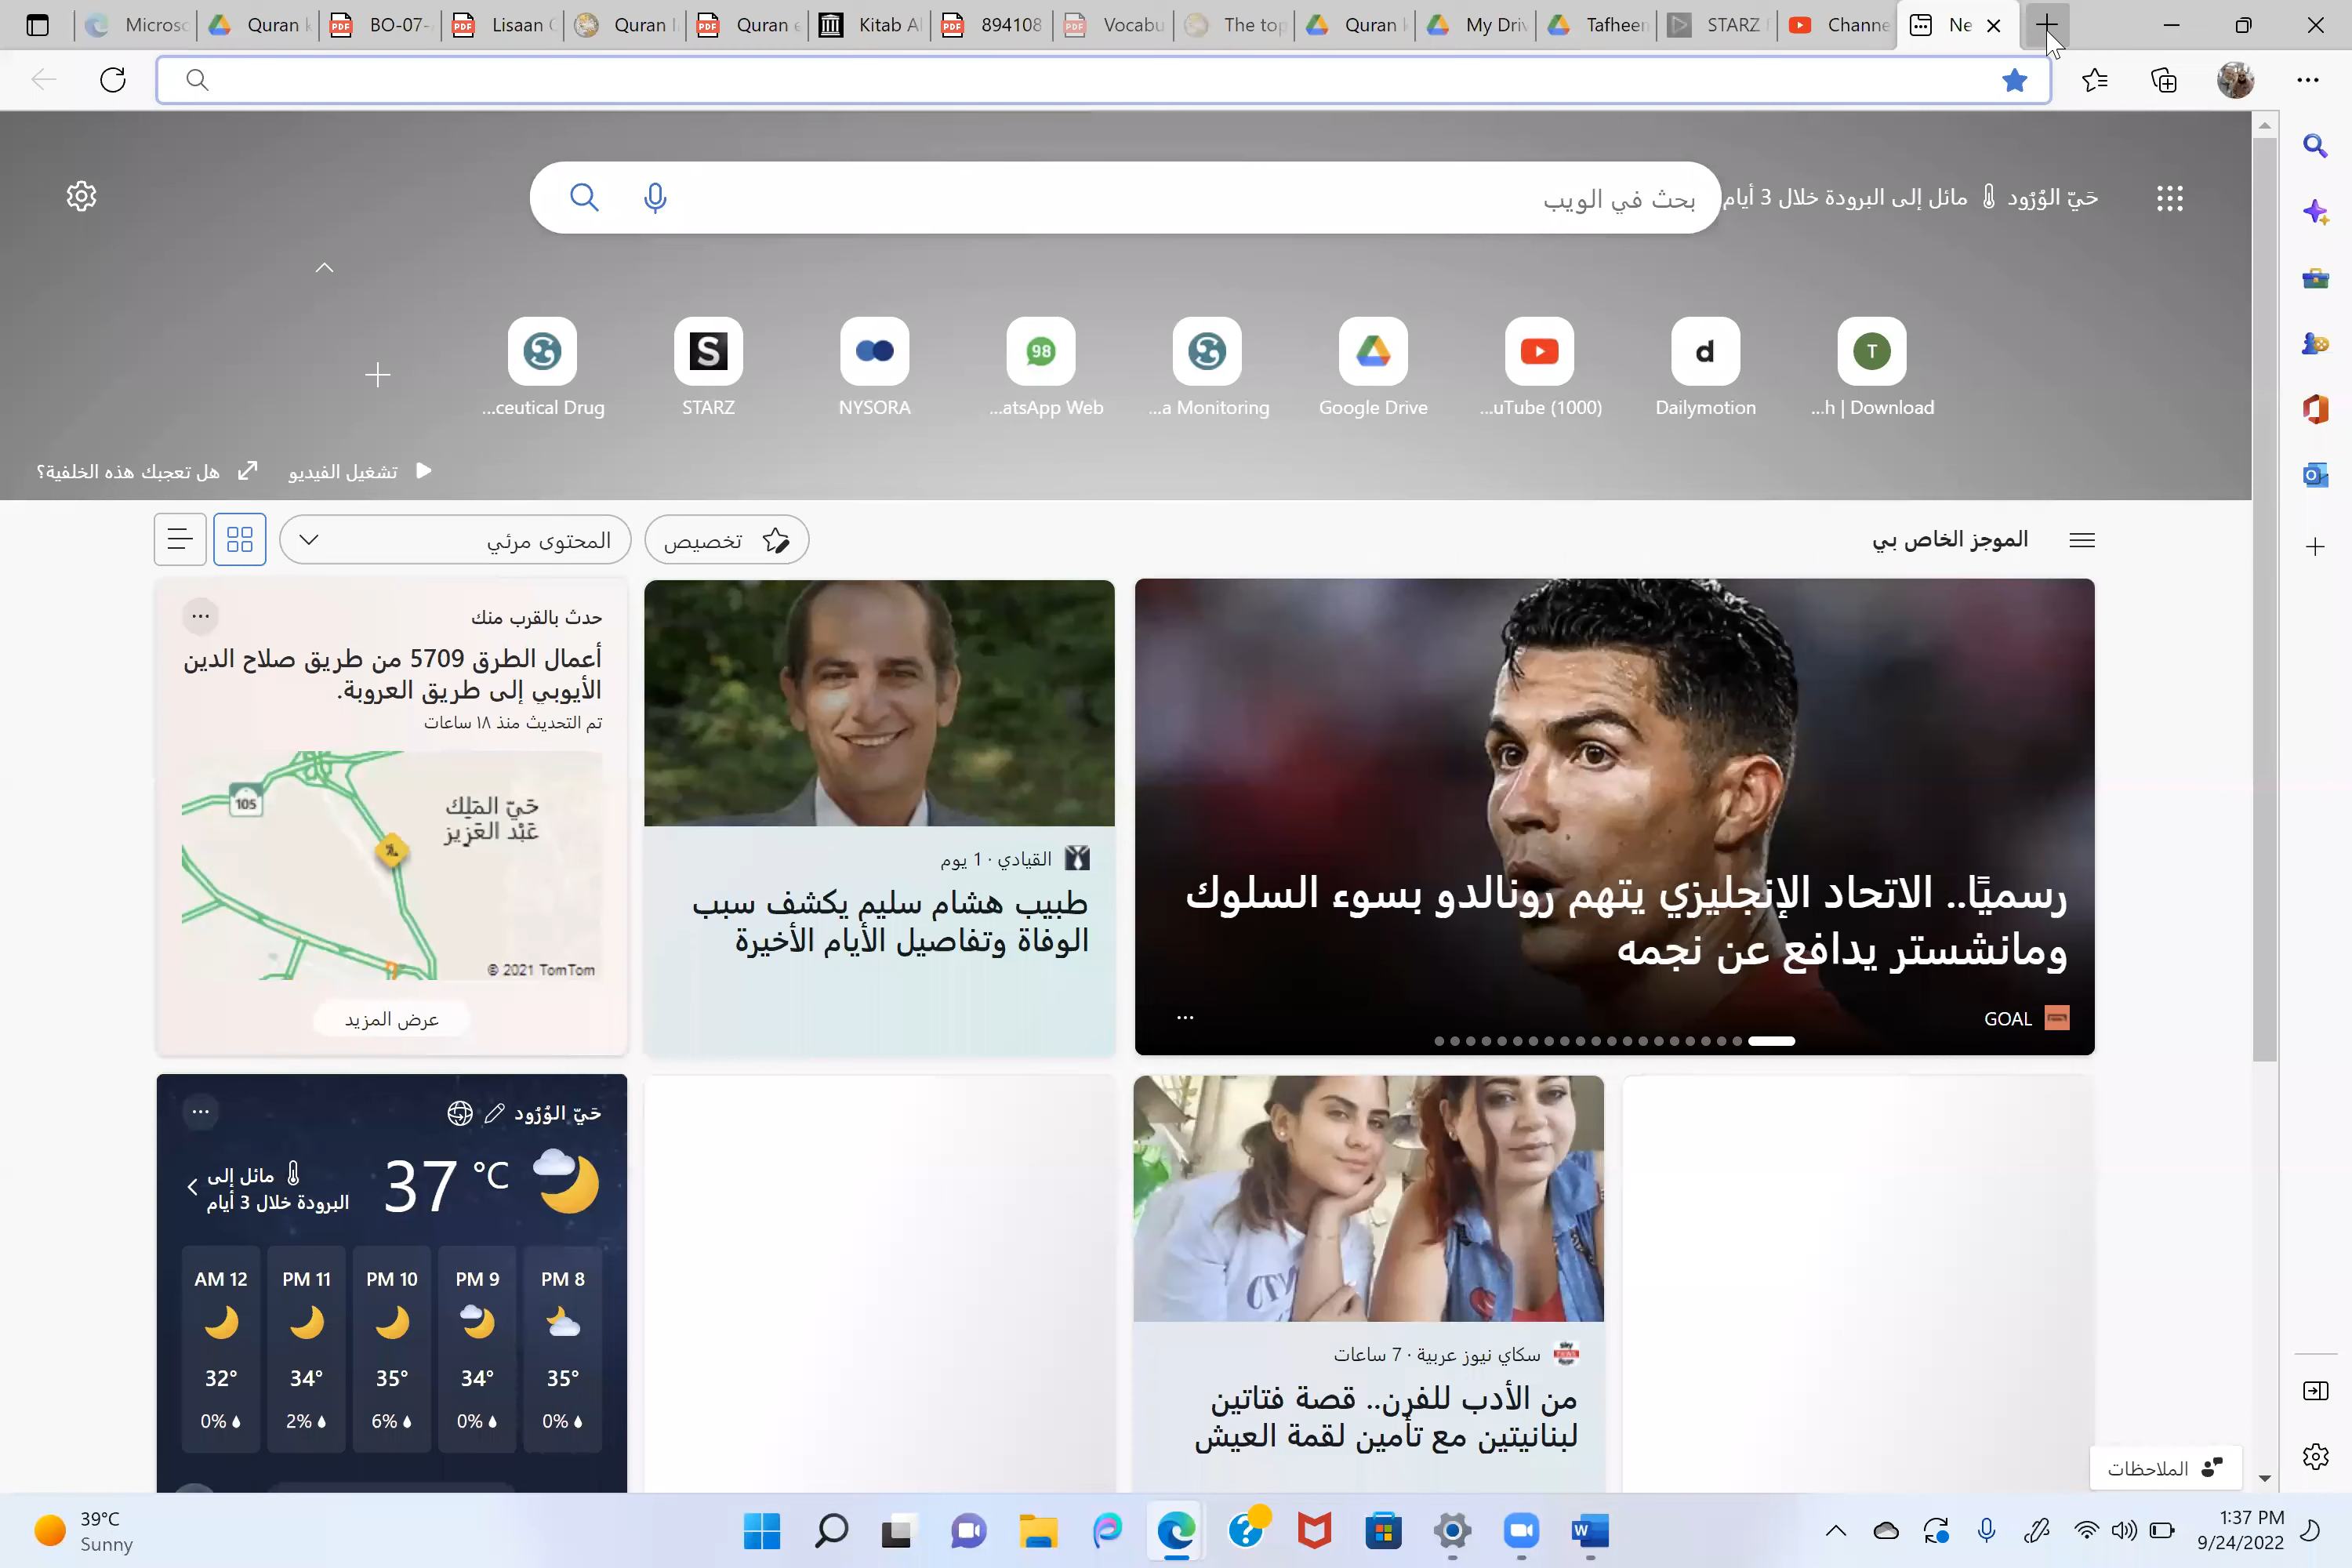 Microso
Quran k
BO-07-
Lisaan
Quran
Quran e
Kitab Al
894108
Vocabu
The top
Quran k
My Driv
Tafheem
STARZ
Channe
Ne
بحث في الويب
حَيّ الوُرُود مائل إلى البرودة خلال 3 أيام
...ceutical Drug
STARZ
NYSORA
98
...atsApp Web
...a Monitoring
Google Drive
...uTube (1000)
d
Dailymotion
T
...h | Download
تشغيل الفيديو
هل تعجبك هذه الخلفية؟
الموجز الخاص بي
تخصيص
المحتوى مرئي
رسميًا.. الاتحاد الإنجليزي يتهم رونالدو بسوء السلوك
ومانشستر يدافع عن نجمه
GOAL
القيادي · 1 يوم
طبيب هشام سليم يكشف سبب
الوفاة وتفاصيل الأيام الأخيرة
حدث بالقرب منك
أعمال الطرق 5709 من طريق صلاح الدين
الأيوبي إلى طريق العروبة.
تم التحديث منذ ١٨ ساعات
105
حَيّ المَلِك
عَبْد العَزِيز
© 2021 TomTom
عرض المزيد
سكاي نيوز عربية · 7 ساعات
من الأدب للفرن.. قصة فتاتين
لبنانيتين مع تأمين لقمة العيش
حَيّ الوُرُود
37 °C
مائل إلى
البرودة خلال 3 أيام
AM 12 PM 11 PM 10 PM 9 PM 8
32° 34° 35° 34° 35°
0% 2% 6% 0% 0%
الملاحظات
39°C
Sunny
1:37 PM
9/24/2022